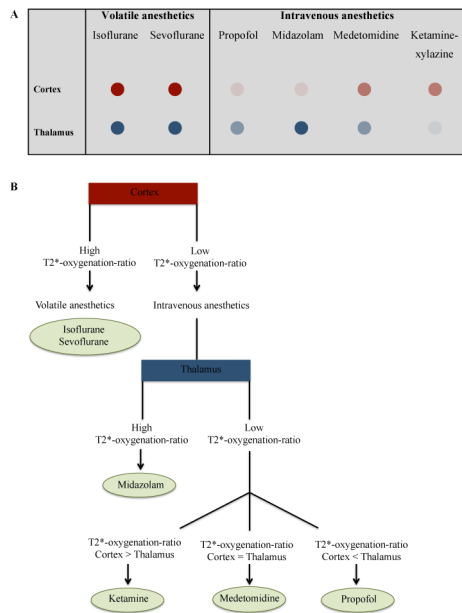 A
Volatile anesthetics Intravenous anesthetics
Isoflurane Sevoflurane Propofol Midazolam Medetomidine Ketamine-
xylazine
Cortex
Thalamus
B
Cortex
High Low
T2*-oxygenation-ratio T2*-oxygenation-ratio
Volatile anesthetics Intravenous anesthetics
Isoflurane
Sevoflurane
Thalamus
High Low
T2*-oxygenation-ratio T2*-oxygenation-ratio
Midazolam
T2*-oxygenation-ratio T2*-oxygenation-ratio T2*-oxygenation-ratio
Cortex > Thalamus Cortex = Thalamus Cortex < Thalamus
Ketamine Medetomidine Propofol